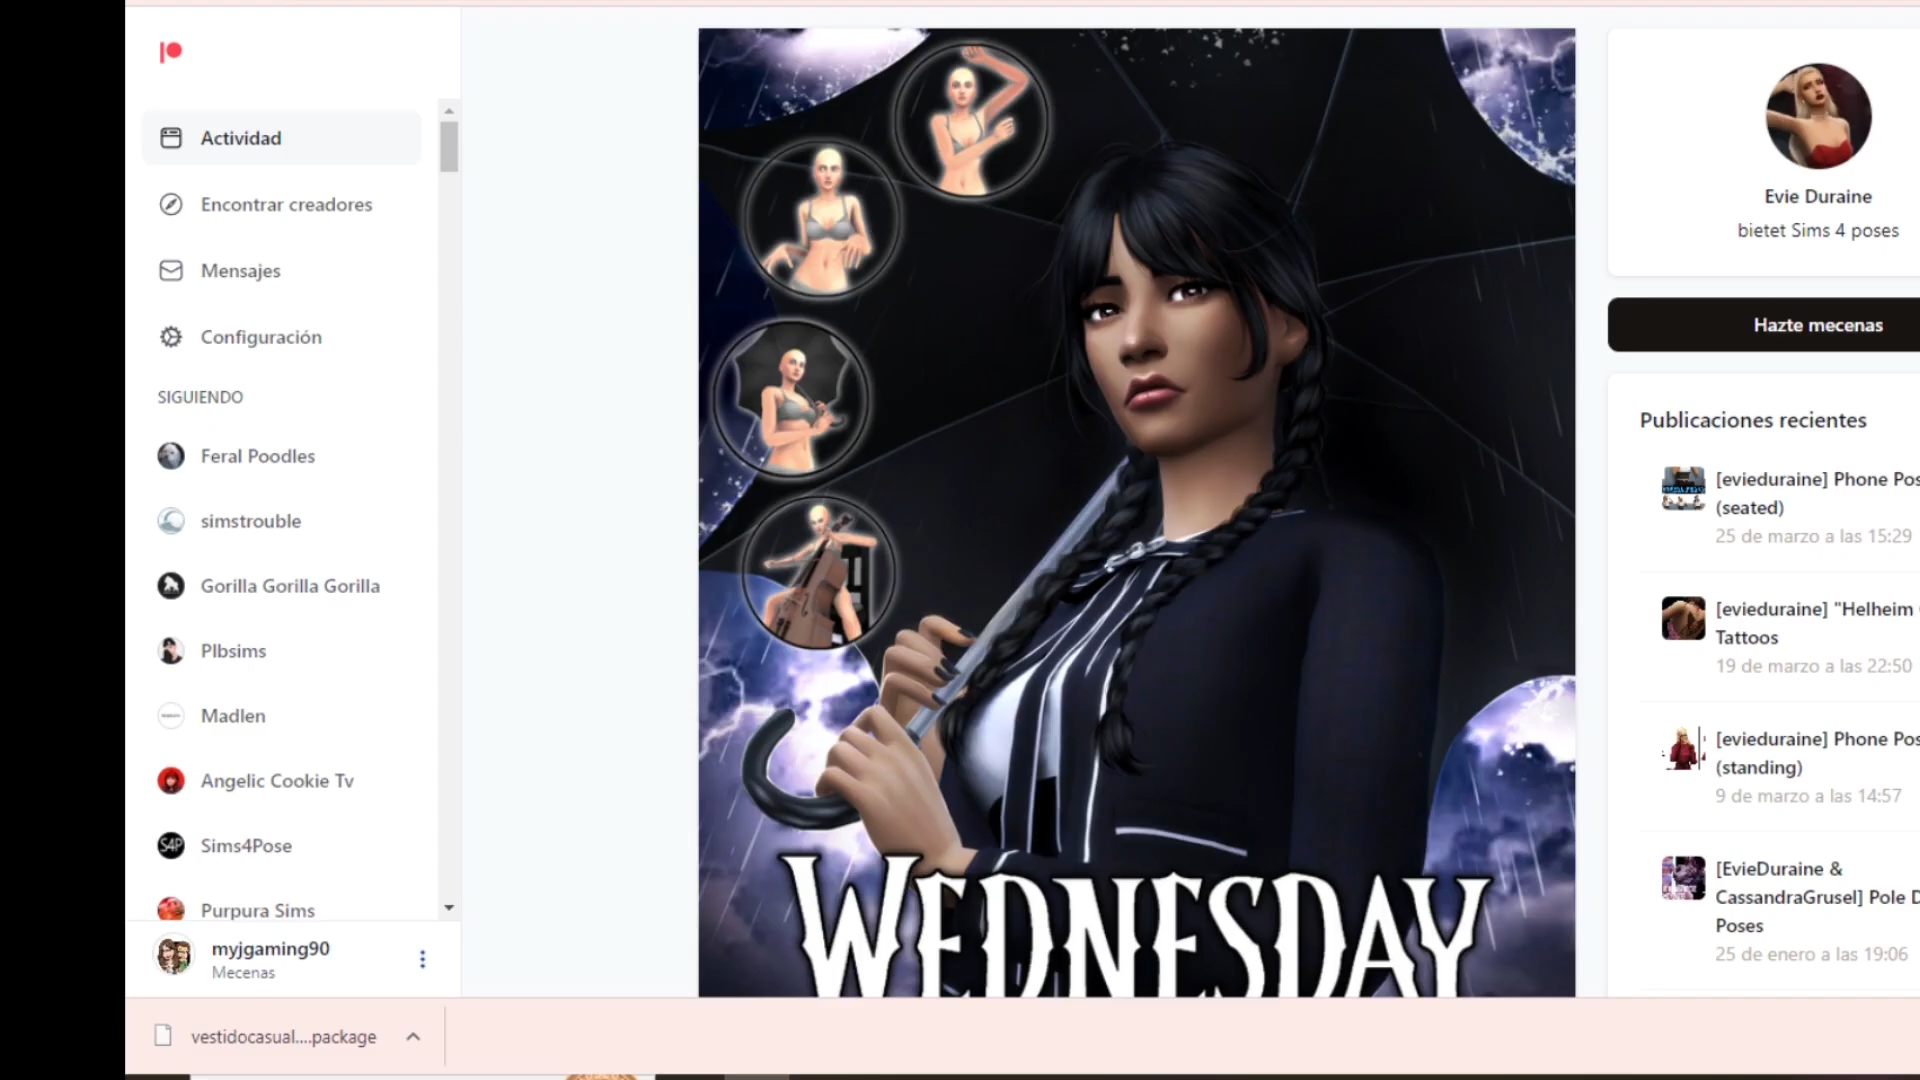 Actividad
Encontrar creadores
Mensajes
Configuración
SIGUIENDO
Feral Poodles
simstrouble
Gorilla Gorilla Gorilla
Plbsims
Madlen
Angelic Cookie Tv
S4P
Sims4Pose
Purpura Sims
myjgaming90
Mecenas
vestidocasual....package
WEDNESDAY
Evie Duraine
bietet Sims 4 poses
Hazte mecenas
Publicaciones recientes
[evieduraine] Phone Pos
(seated)
25 de marzo a las 15:29
[evieduraine] "Helheim
Tattoos
19 de marzo a las 22:50
[evieduraine] Phone Pos
(standing)
9 de marzo a las 14:57
[EvieDuraine &
CassandraGrusel] Pole D
Poses
25 de enero a las 19:06